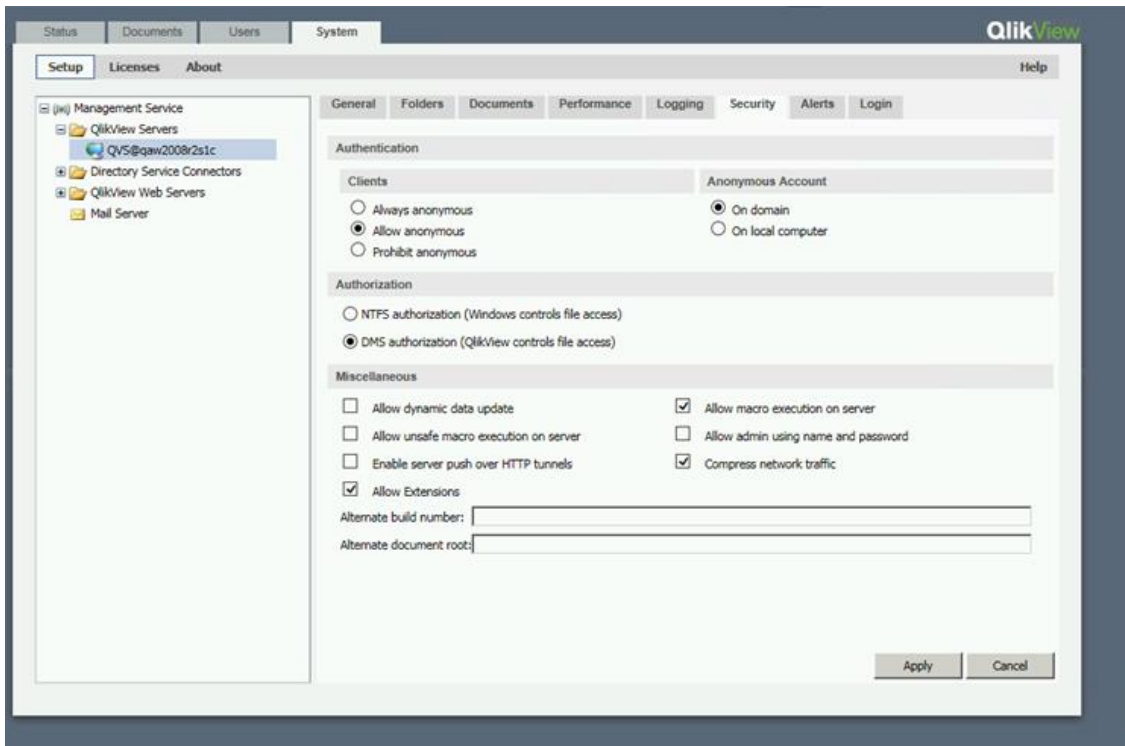 Status Documents Users System
QlikView
Setup Licenses About Help
Management Service
QlikView Servers
QVS@qaw2008r2s1c
Directory Service Connectors
QlikView Web Servers
Mail Server
General Folders Documents Performance Logging Security Alerts Login
Authentication
Clients Anonymous Account
Always anonymous On domain
Allow anonymous On local computer
Prohibit anonymous
Authorization
NTFS authorization (Windows controls file access)
DMS authorization (QlikView controls file access)
Miscellaneous
Allow dynamic data update Allow macro execution on server
Allow unsafe macro execution on server Allow admin using name and password
Enable server push over HTTP tunnels Compress network traffic
Allow Extensions
Alternate build number:
Alternate document root:
Apply Cancel